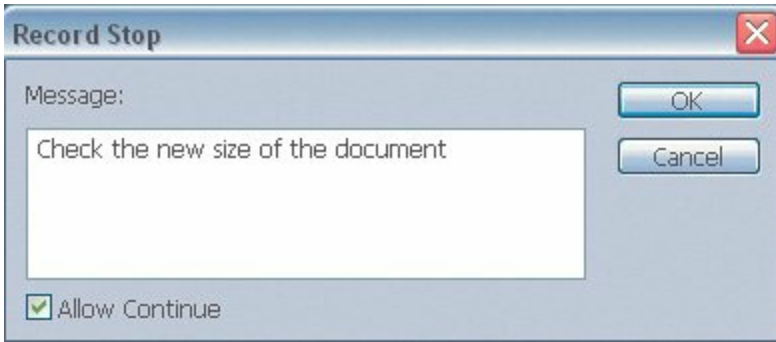 Record Stop
Message:
OK
Check the new size of the document
Cancel
Allow Continue